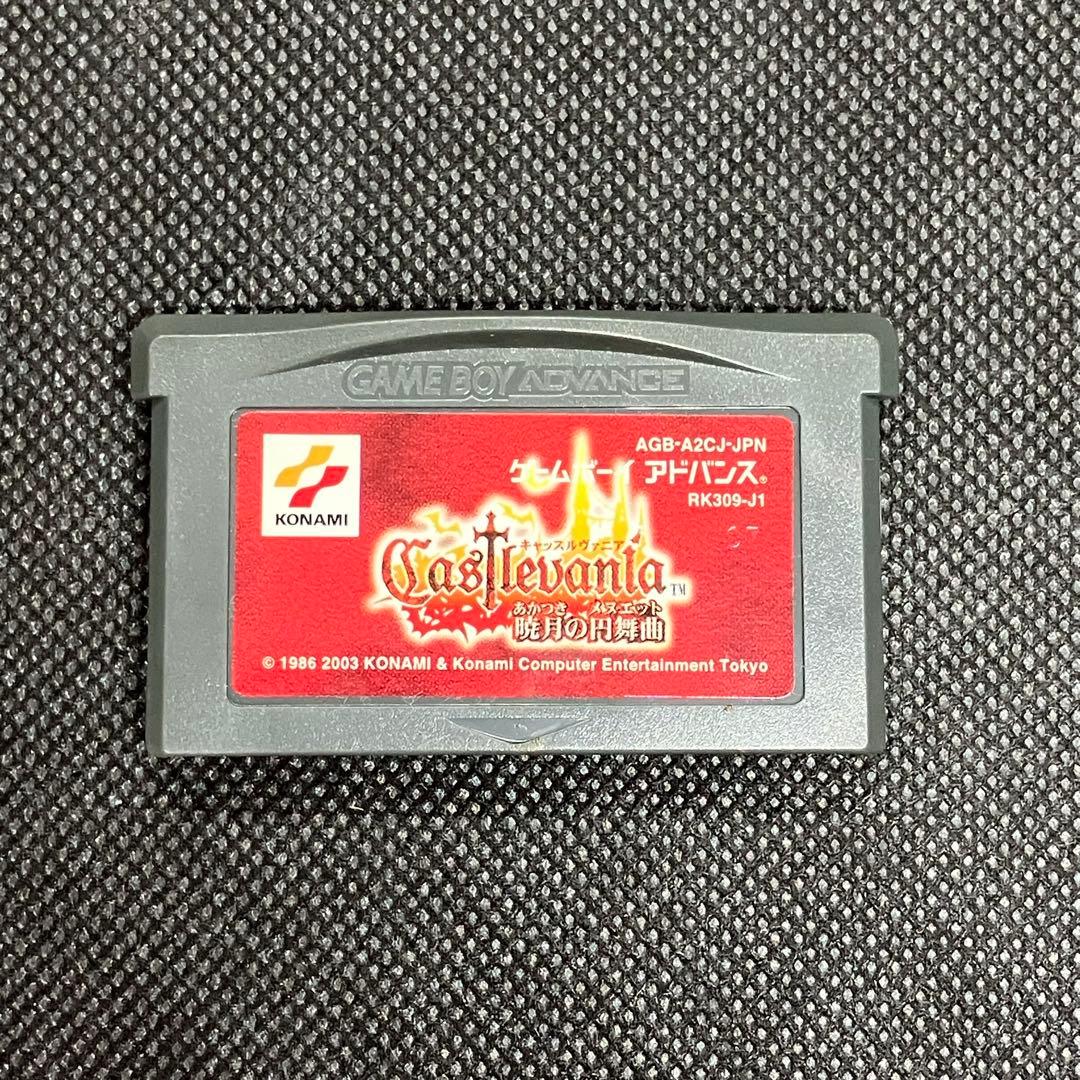 GAME BOY ADVANCE
KONAMI
AGB-A2CJ-JPN
ゲームボーイ アドバンス®
RK309-J1
07
キャッスルヴァニア
Castlevania™
あかつき メヌエット
暁月の円舞曲
© 1986 2003 KONAMI & Konami Computer Entertainment Tokyo